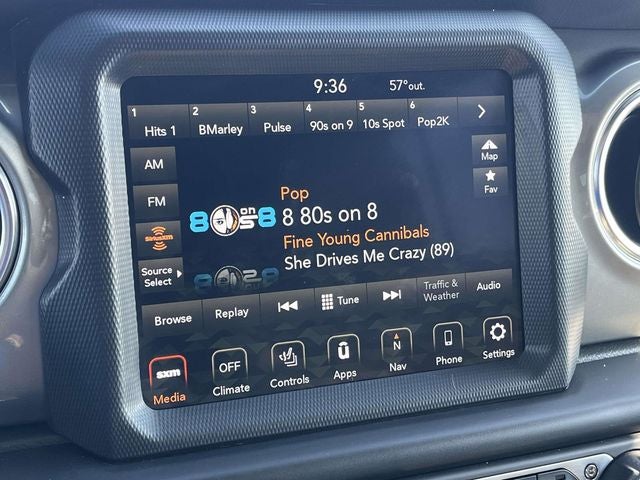 9:36 57°out.
1 Hits 1 2 BMarley 3 Pulse 4 90s on 9 5 10s Spot 6 Pop2K
AM
Map
FM
Fav
SiriusXM
Source Select
8 on 80s 8
Pop
8 80s on 8
Fine Young Cannibals
She Drives Me Crazy (89)
Browse Replay Tune Traffic & Weather Audio
sxm OFF N
Media Climate Controls Apps Nav Phone Settings